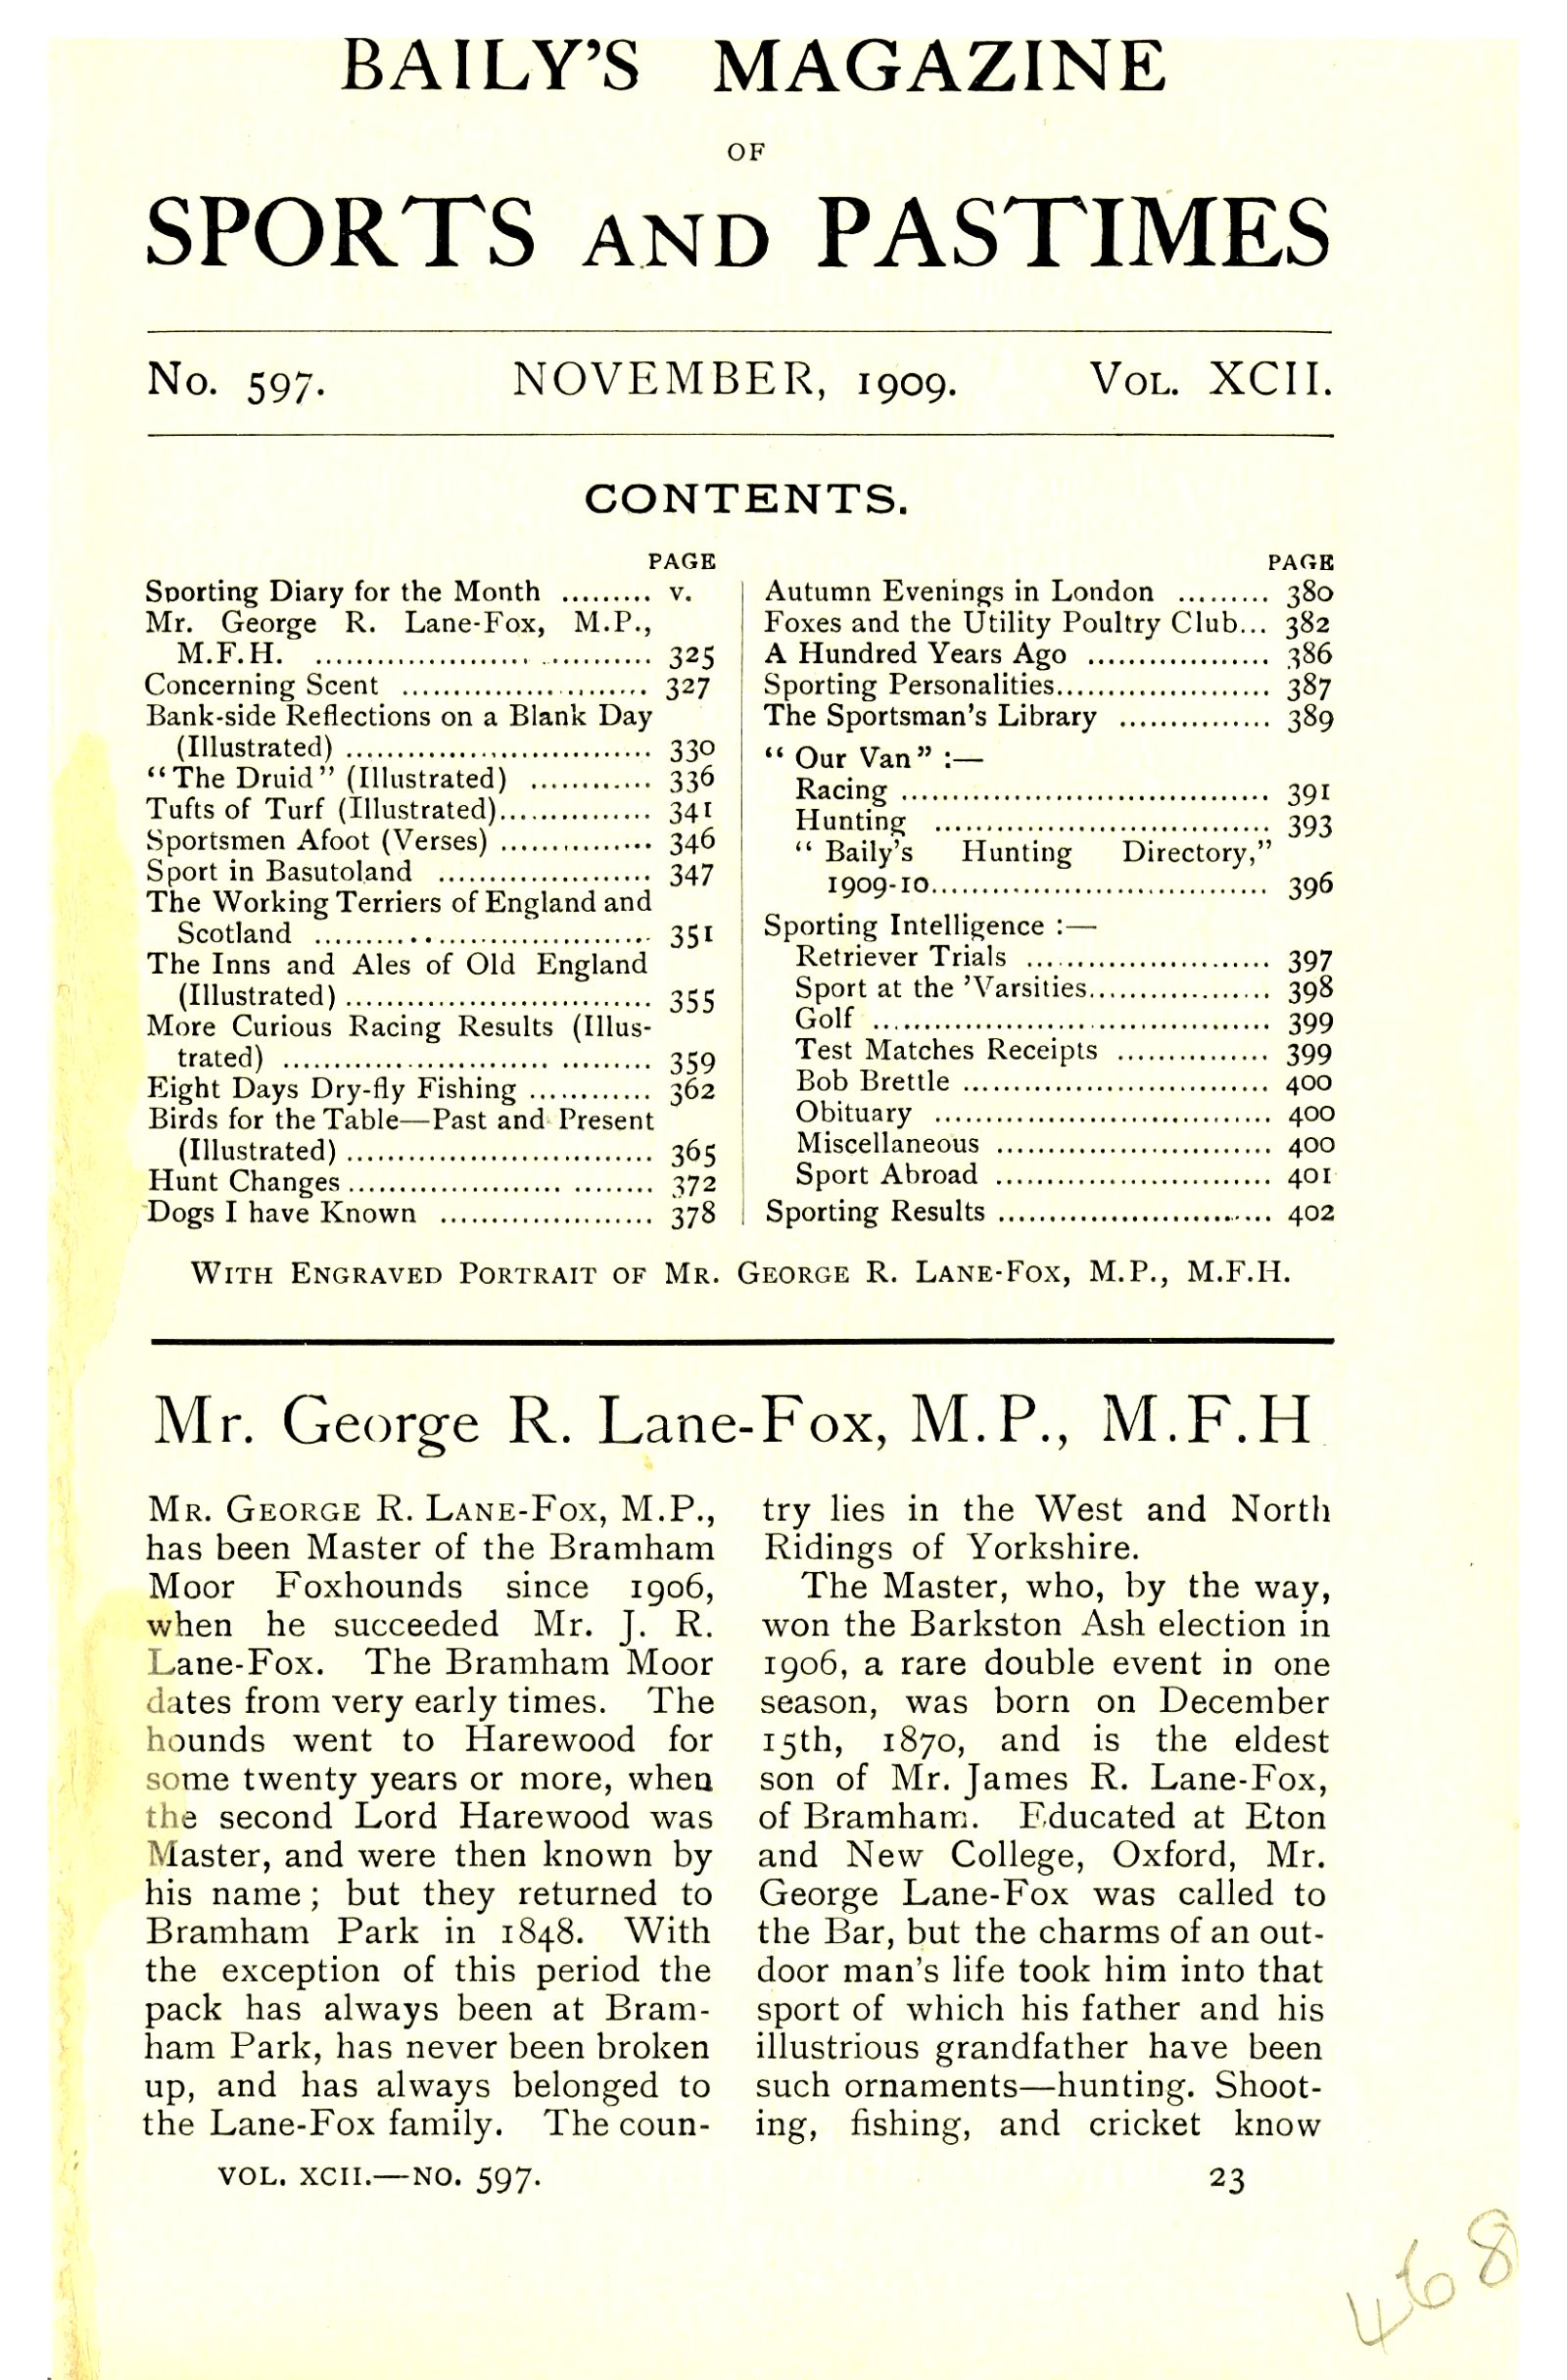 BAILY'S MAGAZINE
OF
SPORTS AND PASTIMES
No. 597. NOVEMBER, 1909. VOL. XCII.
CONTENTS.
PAGE
Sporting Diary for the Month ......... v.
Mr. George R. Lane-Fox, M.P.,
M.F.H. ................................. 325
Concerning Scent ........................ 327
Bank-side Reflections on a Blank Day
(Illustrated) .............................. 330
"The Druid" (Illustrated) ............ 336
Tufts of Turf (Illustrated)............... 341
Sportsmen Afoot (Verses) ............... 346
Sport in Basutoland ..................... 347
The Working Terriers of England and
Scotland ................................. 351
The Inns and Ales of Old England
(Illustrated) .............................. 355
More Curious Racing Results (Illus-
trated) ................................... 359
Eight Days Dry-fly Fishing ............ 362
Birds for the Table—Past and Present
(Illustrated) .............................. 365
Hunt Changes ............................. 372
Dogs I have Known ..................... 378
PAGE
Autumn Evenings in London ......... 380
Foxes and the Utility Poultry Club... 382
A Hundred Years Ago .................. 386
Sporting Personalities..................... 387
The Sportsman's Library ............... 389
"Our Van" :—
Racing .................................... 391
Hunting ................................. 393
"Baily's Hunting Directory,"
1909-10................................. 396
Sporting Intelligence :—
Retriever Trials ........................ 397
Sport at the 'Varsities.................. 398
Golf ....................................... 399
Test Matches Receipts ............... 399
Bob Brettle .............................. 400
Obituary ................................. 400
Miscellaneous ........................... 400
Sport Abroad ........................... 401
Sporting Results ........................... 402
WITH ENGRAVED PORTRAIT OF MR. GEORGE R. LANE-FOX, M.P., M.F.H.
Mr. George R. Lane-Fox, M.P., M.F.H
MR. GEORGE R. LANE-FOX, M.P.,
has been Master of the Bramham
Moor Foxhounds since 1906,
when he succeeded Mr. J. R.
Lane-Fox. The Bramham Moor
dates from very early times. The
hounds went to Harewood for
some twenty years or more, when
the second Lord Harewood was
Master, and were then known by
his name; but they returned to
Bramham Park in 1848. With
the exception of this period the
pack has always been at Bram-
ham Park, has never been broken
up, and has always belonged to
the Lane-Fox family. The coun-
try lies in the West and North
Ridings of Yorkshire.
The Master, who, by the way,
won the Barkston Ash election in
1906, a rare double event in one
season, was born on December
15th, 1870, and is the eldest
son of Mr. James R. Lane-Fox,
of Bramham. Educated at Eton
and New College, Oxford, Mr.
George Lane-Fox was called to
the Bar, but the charms of an out-
door man's life took him into that
sport of which his father and his
illustrious grandfather have been
such ornaments—hunting. Shoot-
ing, fishing, and cricket know
VOL. XCII.—NO. 597. 23
468